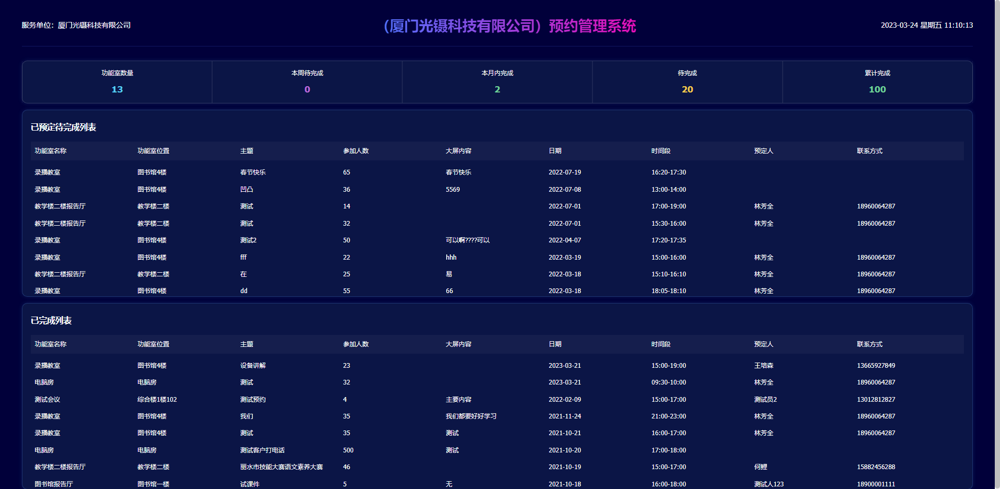 服务单位：厦门光镊科技有限公司
（厦门光镊科技有限公司）预约管理系统
2023-03-24 星期五 11:10:13
功能室数量 本周待完成 本月内完成 待完成 累计完成
13 0 2 20 100
已预定待完成列表
功能室名称 功能室位置 主题 参加人数 大屏内容 日期 时间段 预定人 联系方式
录播教室 图书馆4楼 春节快乐 65 春节快乐 2022-07-19 16:20-17:30
录播教室 图书馆4楼 凹凸 36 5569 2022-07-08 13:00-14:00
教学楼二楼报告厅 教学楼二楼 测试 14 2022-07-01 17:00-19:00 林芳全 18960064287
教学楼二楼报告厅 教学楼二楼 测试 32 2022-07-01 15:30-16:00 林芳全 18960064287
录播教室 图书馆4楼 测试2 50 可以啊????可以 2022-04-07 17:20-17:35
录播教室 图书馆4楼 fff 22 hhh 2022-03-19 15:00-16:00 林芳全 18960064287
教学楼二楼报告厅 教学楼二楼 在 25 易 2022-03-18 15:10-16:10 林芳全 18960064287
录播教室 图书馆4楼 dd 55 66 2022-03-18 18:05-18:10 林芳全 18960064287
已完成列表
功能室名称 功能室位置 主题 参加人数 大屏内容 日期 时间段 预定人 联系方式
录播教室 图书馆4楼 设备讲解 23 2023-03-21 15:00-19:00 王培森 13665927849
电脑房 电脑房 测试 32 2023-03-21 09:30-10:00 林芳全 18960064287
测试会议 综合楼1楼102 测试预约 4 主要内容 2022-02-09 15:00-17:00 测试员2 13012812827
录播教室 图书馆4楼 我们 35 我们都要好好学习 2021-11-24 21:00-23:00 林芳全 18960064287
录播教室 图书馆4楼 测试 35 测试 2021-10-21 16:00-17:00 林芳全 18960064287
电脑房 电脑房 测试客户打电话 500 测试 2021-10-20 17:00-18:00
教学楼二楼报告厅 教学楼二楼 丽水市技能大赛语文素养大赛 46 2021-10-19 15:00-17:00 何鲤 15882456288
图书馆报告厅 图书馆一楼 试课件 5 无 2021-10-18 16:00-18:00 测试人123 18900001111